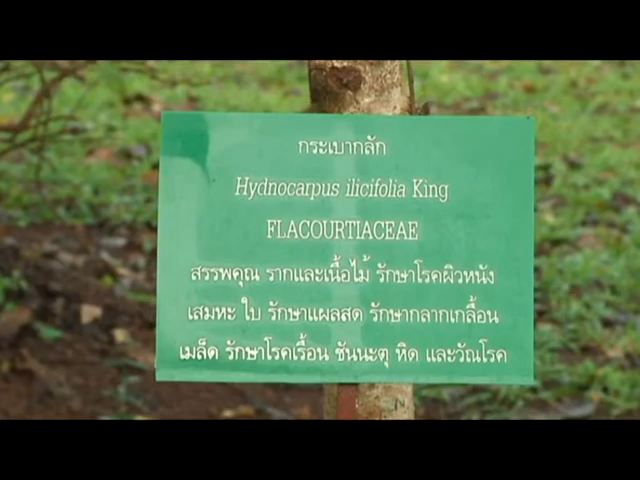 กระเบากลัก
Hydnocarpus ilicifolia King
FLACOURTIACEAE
สรรพคุณ รากและเนื้อไม้ รักษาโรคผิวหนัง
เสมหะ ใบ รักษาแผลสด รักษากลากเกลื้อน
เมล็ด รักษาโรคเรื้อน ชันนะตุ หิด และวัณโรค